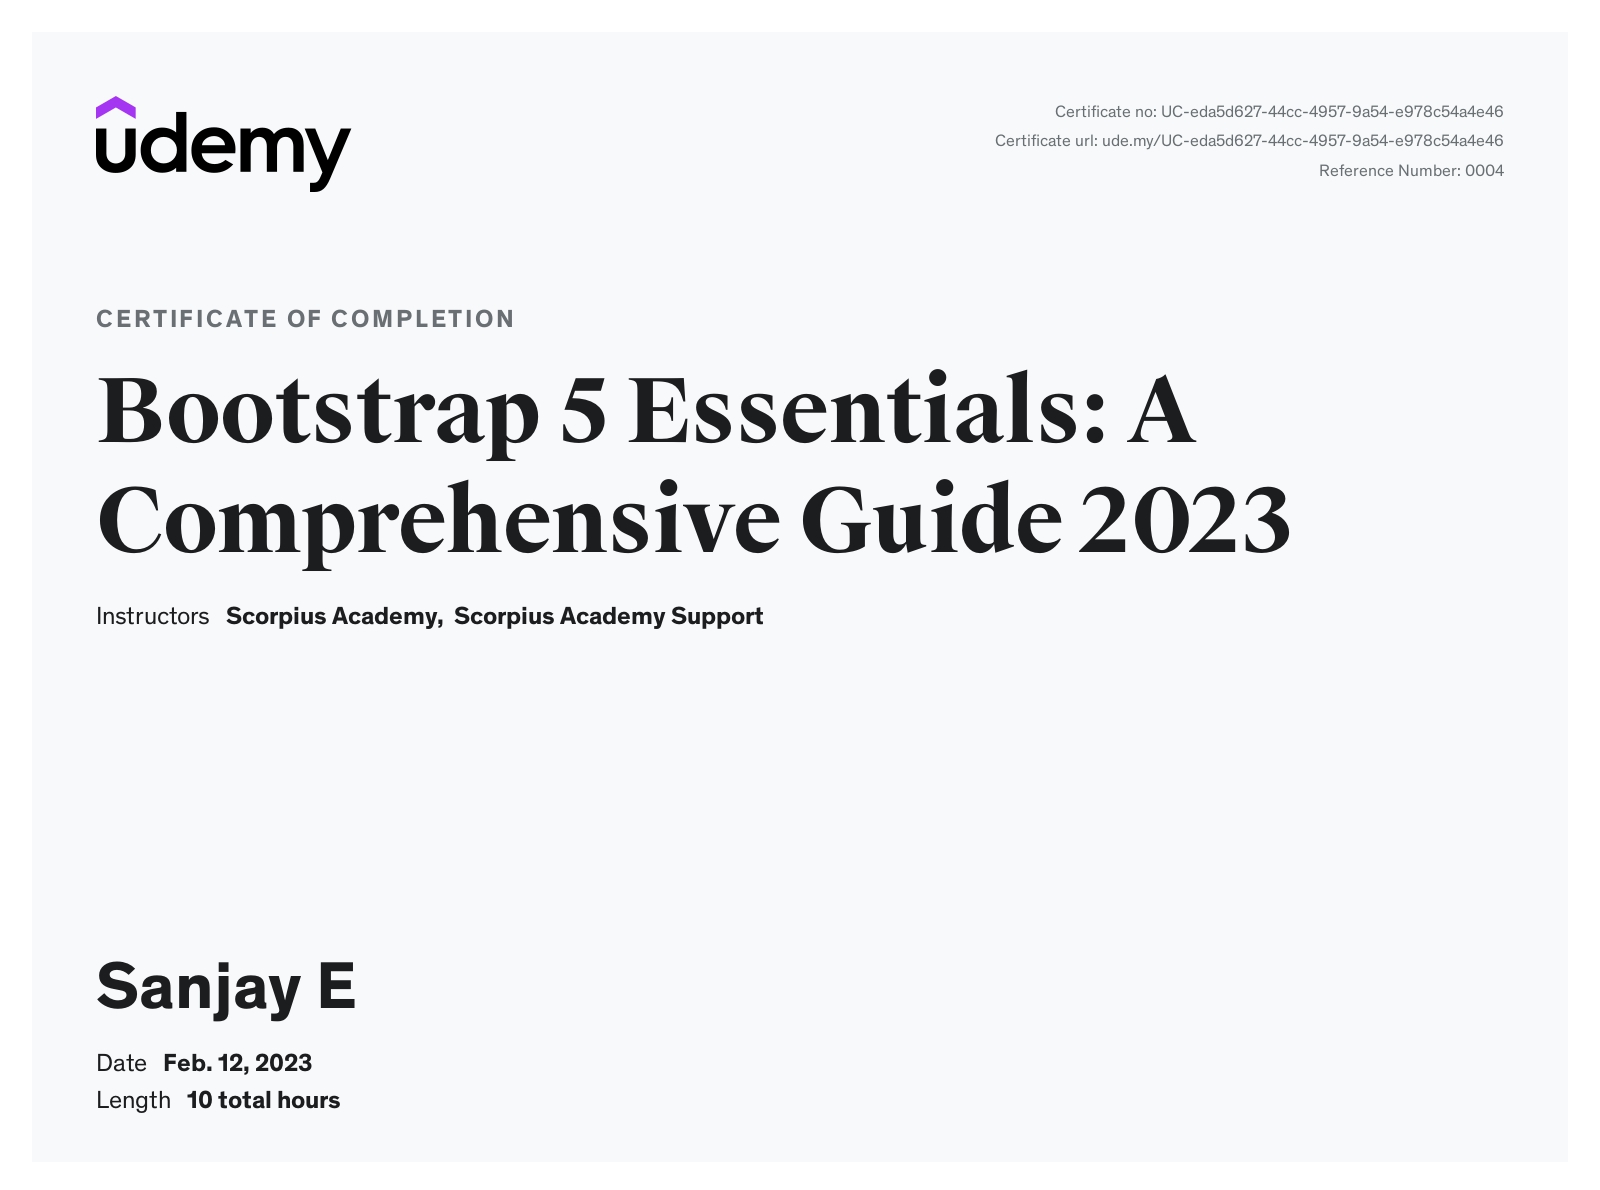 udemy
Certificate no: UC-eda5d627-44cc-4957-9a54-e978c54a4e46
Certificate url: ude.my/UC-eda5d627-44cc-4957-9a54-e978c54a4e46
Reference Number: 0004
CERTIFICATE OF COMPLETION
Bootstrap 5 Essentials: A
Comprehensive Guide 2023
Instructors Scorpius Academy, Scorpius Academy Support
Sanjay E
Date Feb. 12, 2023
Length 10 total hours